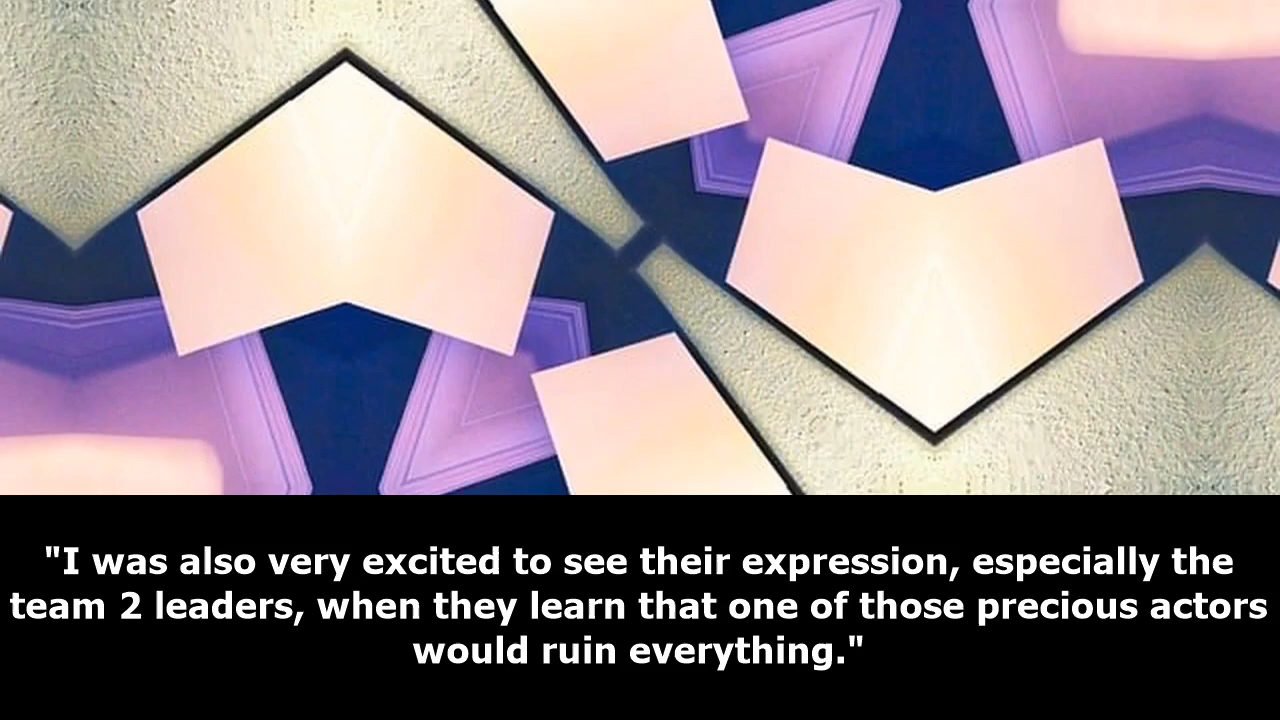 "I was also very excited to see their expression, especially the
team 2 leaders, when they learn that one of those precious actors
would ruin everything."